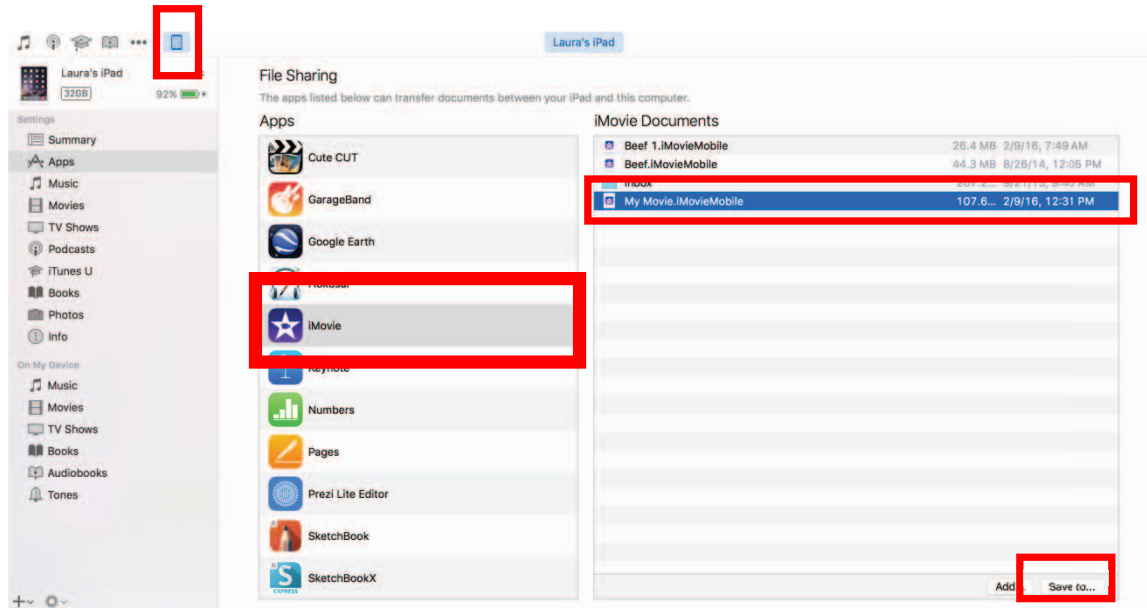 Laura's iPad
Laura's iPad
32GB
92%
Settings
Summary
Apps
Music
Movies
TV Shows
Podcasts
iTunes U
Books
Photos
Info
On My Device
Music
Movies
TV Shows
Books
Audiobooks
Tones
File Sharing
The apps listed below can transfer documents between your iPad and this computer.
Apps
Cute CUT
GarageBand
Google Earth
iMovie
Keynote
Numbers
Pages
Prezi Lite Editor
SketchBook
SketchBookX
EXPRESS
iMovie Documents
Beef 1.iMovieMobile 26.4 MB 2/9/16, 7:49 AM
Beef.iMovieMobile 44.3 MB 8/26/14, 12:05 PM
Inbox
My Movie.iMovieMobile 107.6... 2/9/16, 12:31 PM
Add
Save to...